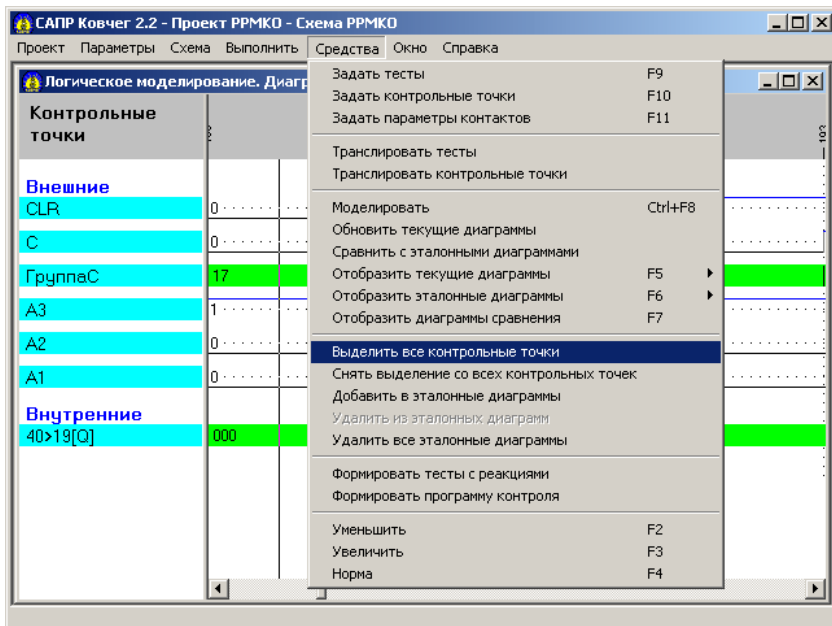 САПР Ковчег 2.2 - Проект РРМКО - Схема РРМКО
Проект Параметры Схема Выполнить Средства Окно Справка
Логическое моделирование. Диагр
Контрольные
точки
193
Внешние
CLR 0
C 0
ГруппаC 17
A3 1
A2 0
A1 0
Внутренние
40>19[Q] 000
Задать тесты F9
Задать контрольные точки F10
Задать параметры контактов F11
Транслировать тесты
Транслировать контрольные точки
Моделировать Ctrl+F8
Обновить текущие диаграммы
Сравнить с эталонными диаграммами
Отобразить текущие диаграммы F5
Отобразить эталонные диаграммы F6
Отобразить диаграммы сравнения F7
Выделить все контрольные точки
Снять выделение со всех контрольных точек
Добавить в эталонные диаграммы
Удалить из эталонных диаграмм
Удалить все эталонные диаграммы
Формировать тесты с реакциями
Формировать программу контроля
Уменьшить F2
Увеличить F3
Норма F4